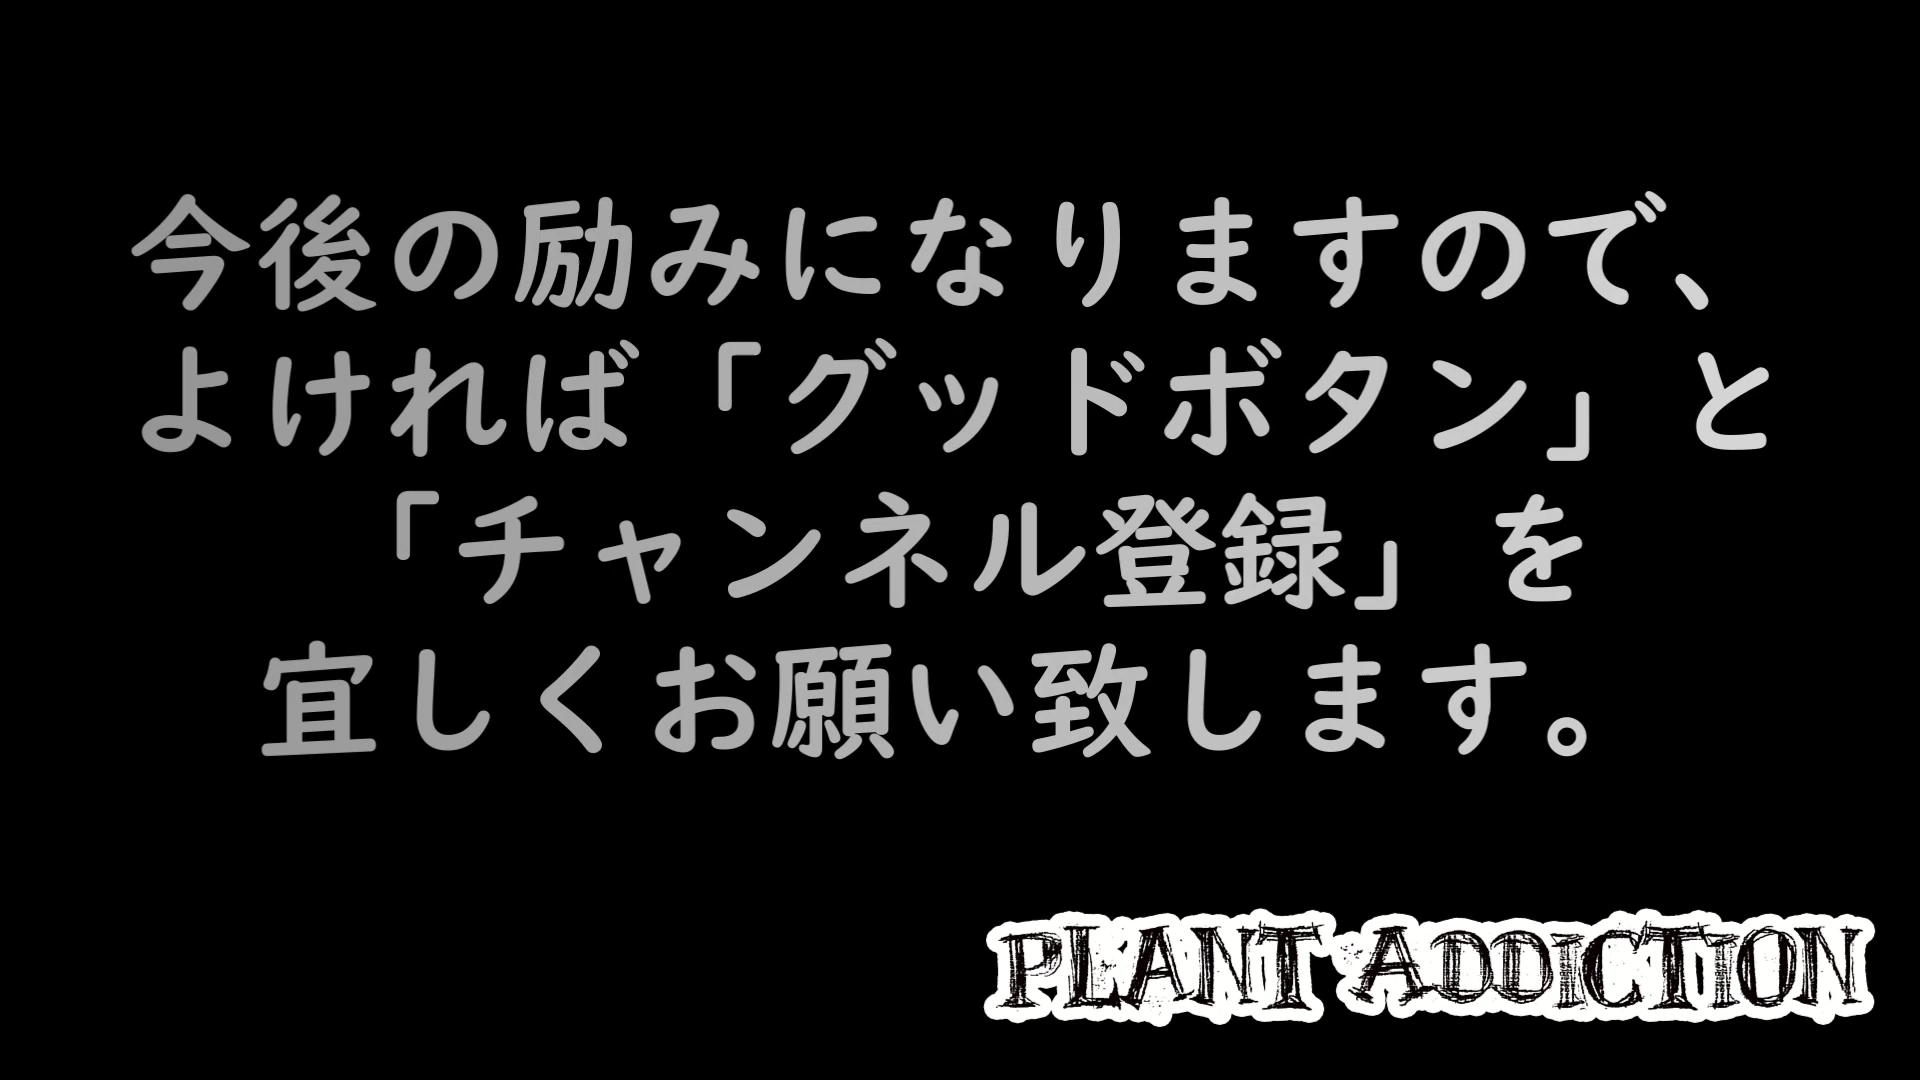 今後の励みになりますので、
よければ「グッドボタン」と
「チャンネル登録」を
宜しくお願い致します。
PLANT ADDICTION